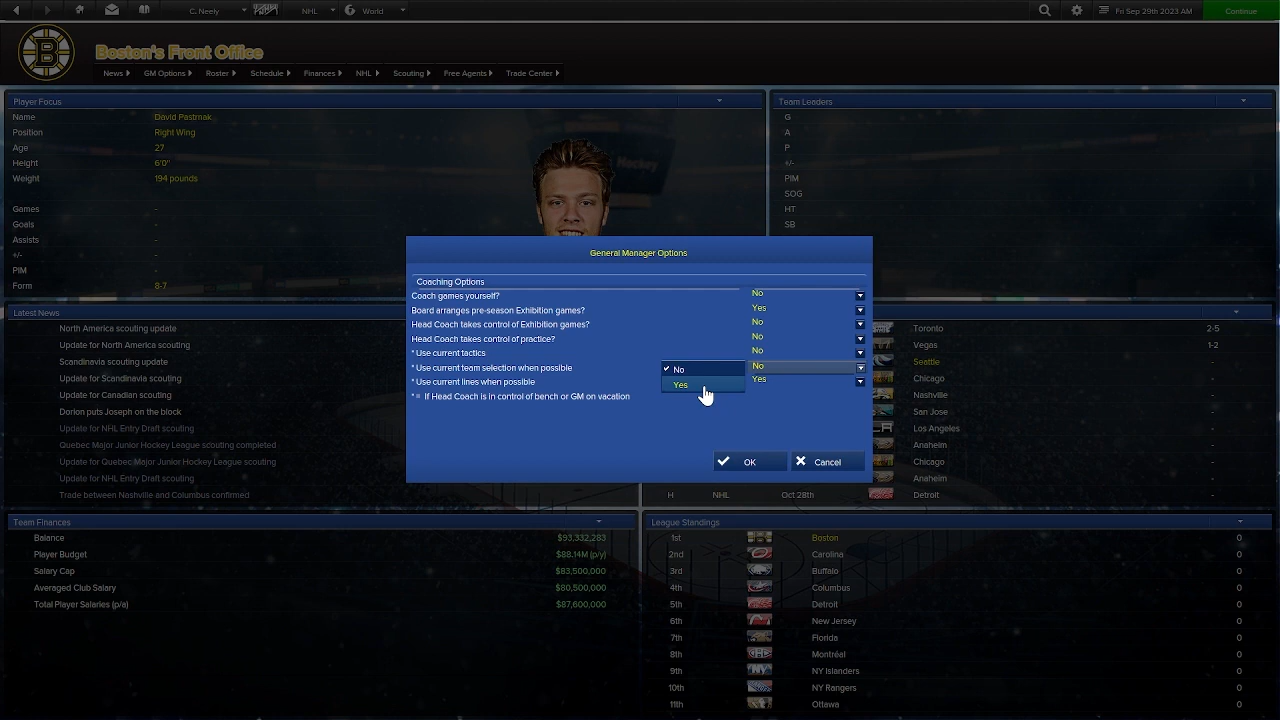 C. Neely NHL World Fri Sep 29th 2023 AM Continue
Boston's Front Office
News GM Options Roster Schedule Finances NHL Scouting Free Agents Trade Center
Player Focus
Name David Pastrnak
Position Right Wing
Age 27
Height 6'0"
Weight 194 pounds
Games -
Goals -
Assists -
+/- -
PIM -
Form 8-7
Team Leaders
G
A
P
+/-
PIM
SOG
HT
SB
General Manager Options
Coaching Options
Coach games yourself? No
Board arranges pre-season Exhibition games? Yes
Head Coach takes control of Exhibition games? No
Head Coach takes control of practice? No
* Use current tactics No
* Use current team selection when possible No
No
Yes
* Use current lines when possible Yes
* = If Head Coach is in control of bench or GM on vacation
OK Cancel
Latest News
North America scouting update
Update for North America scouting
Scandinavia scouting update
Update for Scandinavia scouting
Update for Canadian scouting
Dorion puts Joseph on the block
Update for NHL Entry Draft scouting
Quebec Major Junior Hockey League scouting completed
Update for Quebec Major Junior Hockey League scouting
Update for NHL Entry Draft scouting
Trade between Nashville and Columbus confirmed
Toronto 2-5
Vegas 1-2
Seattle -
Chicago -
Nashville -
San Jose -
Los Angeles -
Anaheim -
Chicago -
Anaheim -
H NHL Oct 28th Detroit -
Team Finances
Balance $93,332,283
Player Budget $88.14M (p/y)
Salary Cap $83,500,000
Averaged Club Salary $80,500,000
Total Player Salaries (p/a) $87,600,000
League Standings
1st Boston 0
2nd Carolina 0
3rd Buffalo 0
4th Columbus 0
5th Detroit 0
6th New Jersey 0
7th Florida 0
8th Montréal 0
9th NY Islanders 0
10th NY Rangers 0
11th Ottawa 0